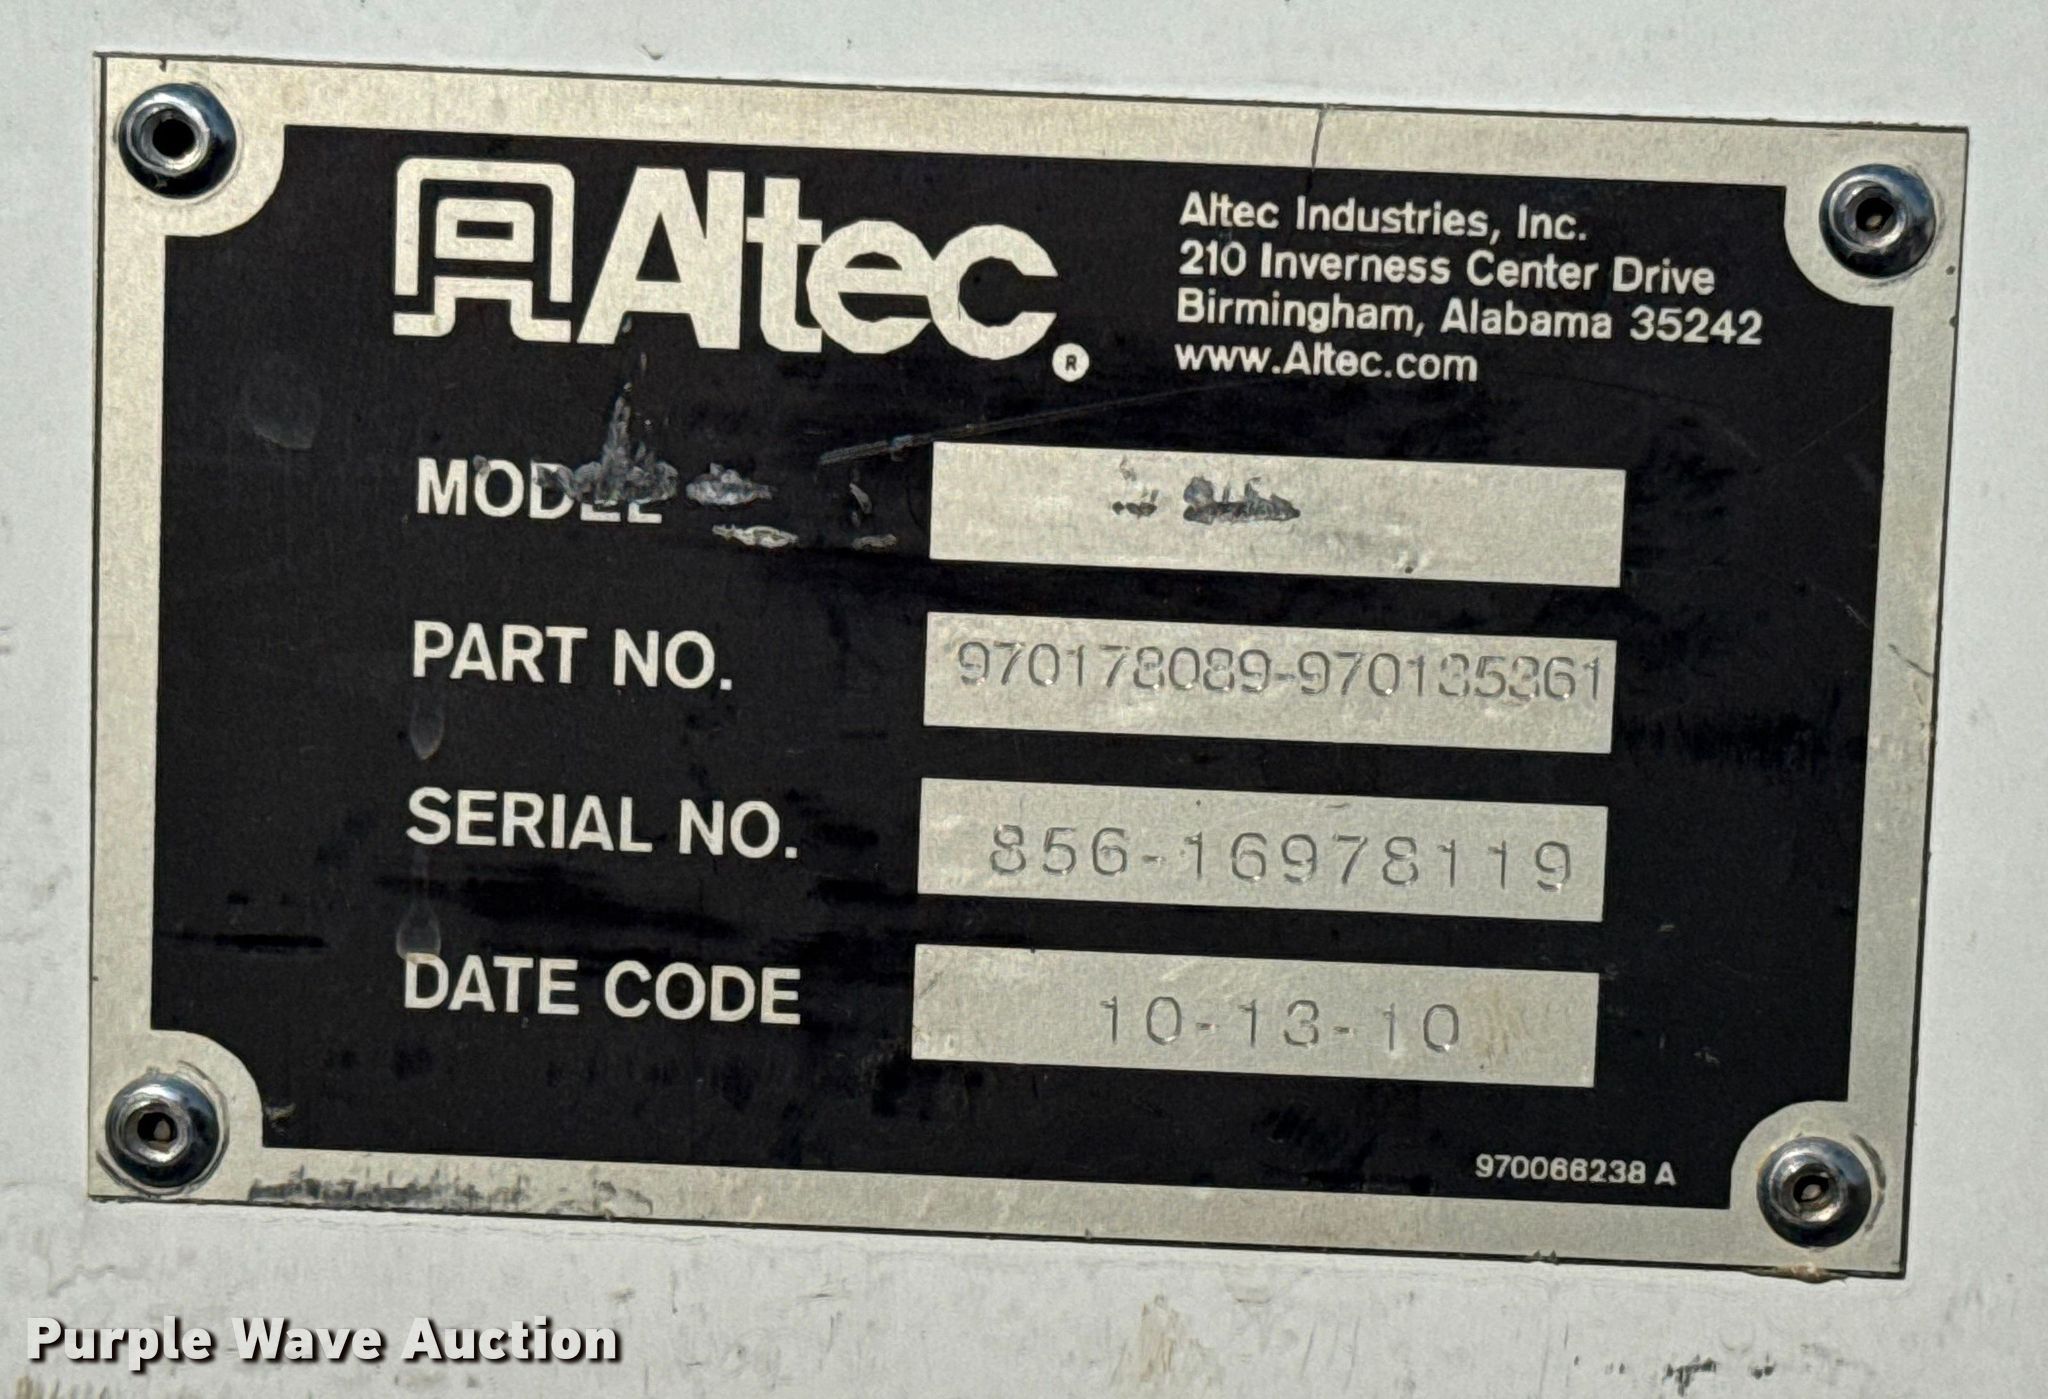 Altec®
Altec Industries, Inc.
210 Inverness Center Drive
Birmingham, Alabama 35242
www.Altec.com
MODEL
PART NO. 970178089-970135361
SERIAL NO. 856-16978119
DATE CODE 10-13-10
970066238 A
Purple Wave Auction